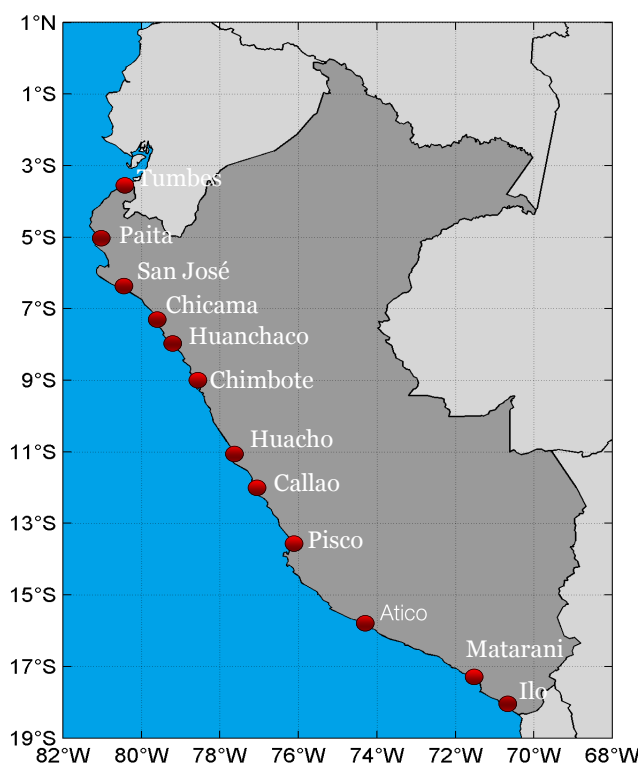 1°N
1°S
3°S
Tumbes
5°S
Paita
San José
7°S
Chicama
Huanchaco
9°S
Chimbote
11°S
Huacho
Callao
13°S
Pisco
15°S
Atico
Matarani
17°S
Ilo
19°S
82°W 80°W 78°W 76°W 74°W 72°W 70°W 68°W